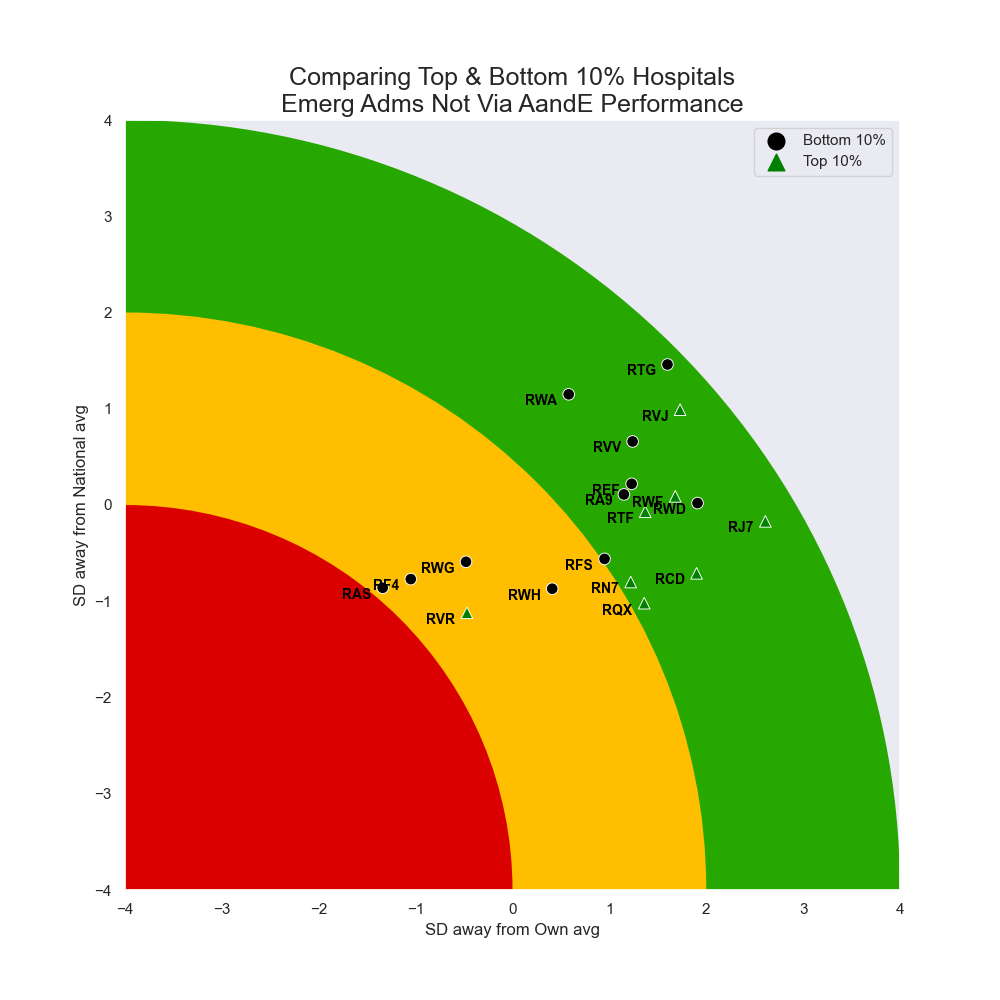 Comparing Top & Bottom 10% Hospitals
Emerg Adms Not Via AandE Performance
Bottom 10%
Top 10%
4
3
2
1
0
−1
−2
−3
−4
SD away from National avg
RTG
RWA
RVJ
RVV
REF
RA9
RWF
RWD
RTF
RJ7
RFS
RWG
RF4
RAS
RCD
RN7
RWH
RQX
RVR
−4
−3
−2
−1
0
1
2
3
4
SD away from Own avg